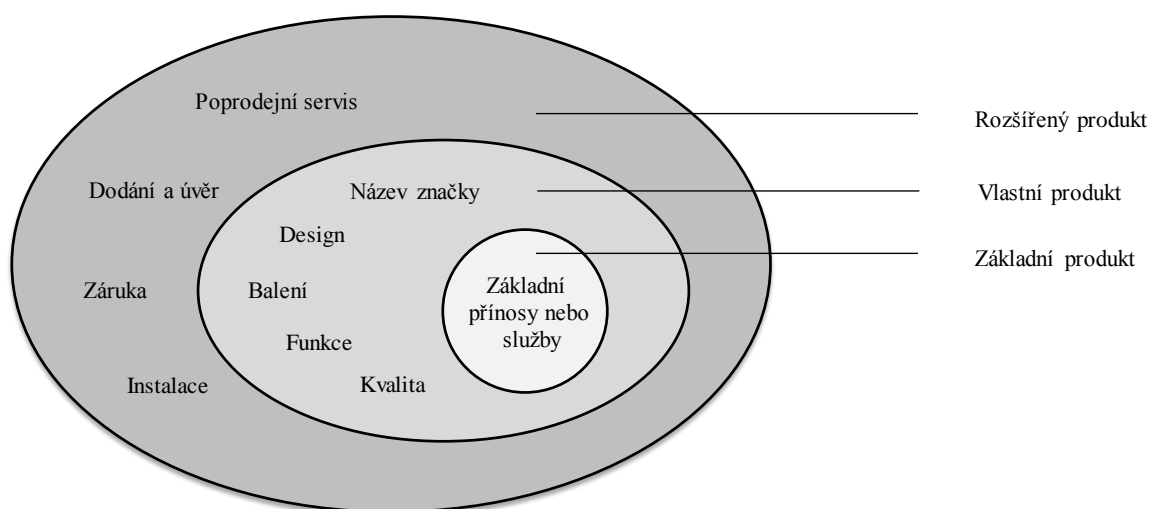 Poprodejní servis
Rozšířený produkt
Dodání a úvěr
Název značky
Vlastní produkt
Design
Základní produkt
Záruka
Balení
Základní
přínosy nebo
služby
Funkce
Instalace
Kvalita